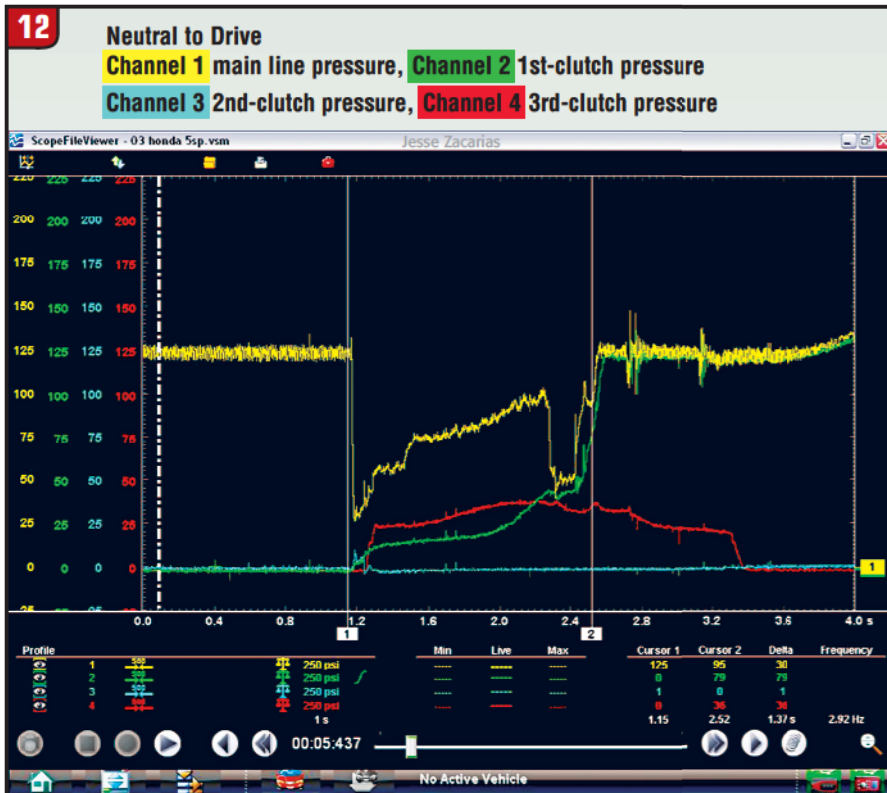 12
Neutral to Drive
Channel 1 main line pressure, Channel 2 1st-clutch pressure
Channel 3 2nd-clutch pressure, Channel 4 3rd-clutch pressure
ScopeFileViewer - 03 honda 5sp.vsm
Jesse Zacarias
225 225 225 225
200 200 200 200
175 175 175 175
150 150 150 150
125 125 125 125
100 100 100 100
75 75 75 75
50 50 50 50
25 25 25 25
0 0 0 0
1
25 25
0.0 0.4 0.8 1.2 1.6 2.0 2.4 2.8 3.2 3.6 4.0 s
1 2
Profile Min Live Max Cursor 1 Cursor 2 Delta Frequency
1 500 250 psi ----- ----- ----- 125 95 30
2 500 250 psi ----- ----- ----- 0 79 79
3 500 250 psi ----- ----- ----- 1 0 1
4 500 250 psi ----- ----- ----- 0 36 36
1 s 1.15 2.52 1.37 s 2.92 Hz
00:05:437
No Active Vehicle